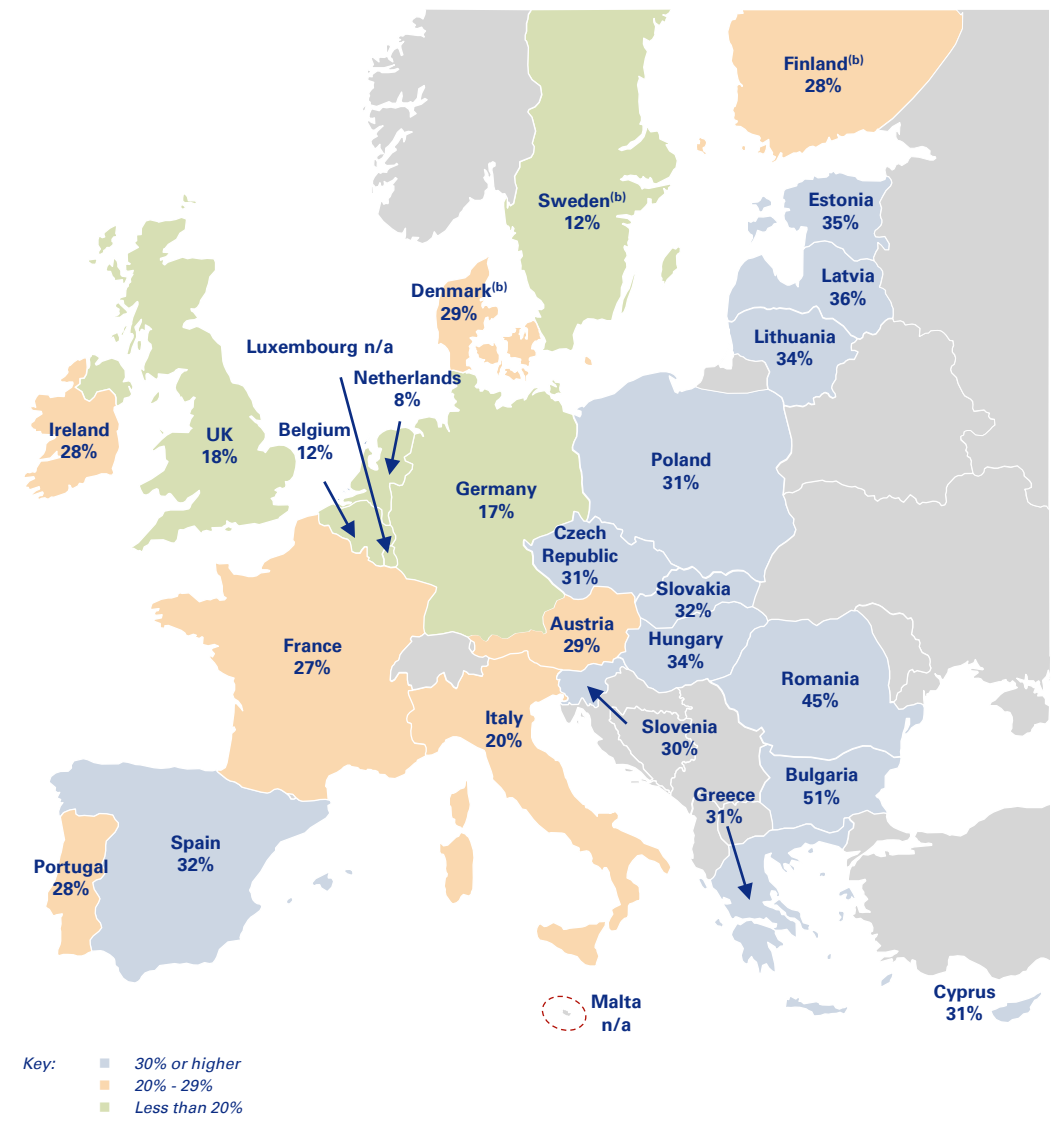 Finland(b)
28%
Estonia
35%
Sweden(b)
12%
Latvia
36%
Denmark(b)
29%
Lithuania
34%
Luxembourg n/a
Netherlands
8%
Ireland
28%
UK
18%
Belgium
12%
Poland
31%
Germany
17%
Czech
Republic
31%
Slovakia
32%
Austria
29%
Hungary
34%
France
27%
Romania
45%
Italy
20%
Slovenia
30%
Bulgaria
51%
Greece
31%
Spain
32%
Portugal
28%
Cyprus
31%
Malta
n/a
Key:
30% or higher
20% - 29%
Less than 20%